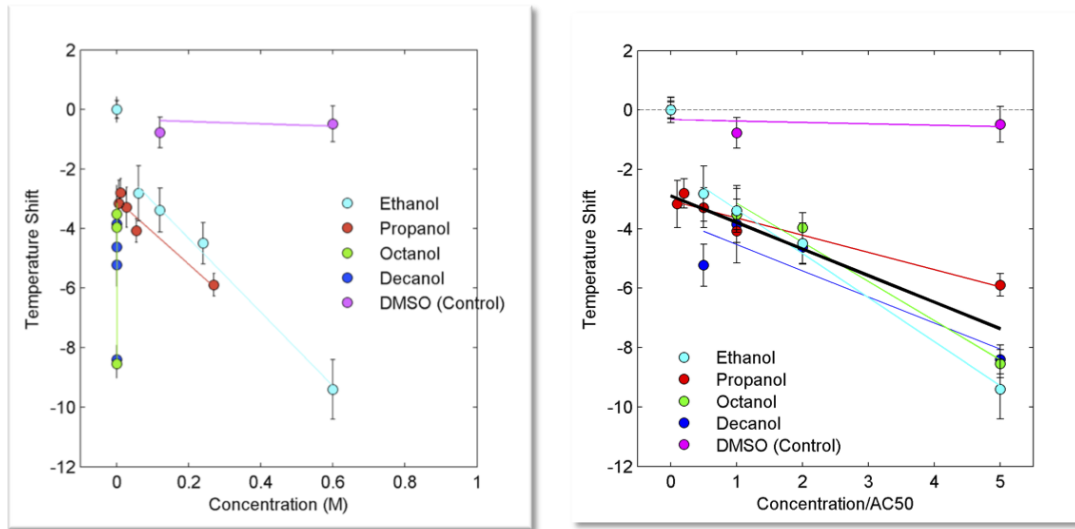 2
0
-2
-4
-6
-8
-10
-12
Temperature Shift
0
0.2
0.4
0.6
0.8
1
Concentration (M)
Ethanol
Propanol
Octanol
Decanol
DMSO (Control)
2
0
-2
-4
-6
-8
-10
-12
Temperature Shift
Ethanol
Propanol
Octanol
Decanol
DMSO (Control)
0
1
2
3
4
5
Concentration/AC50